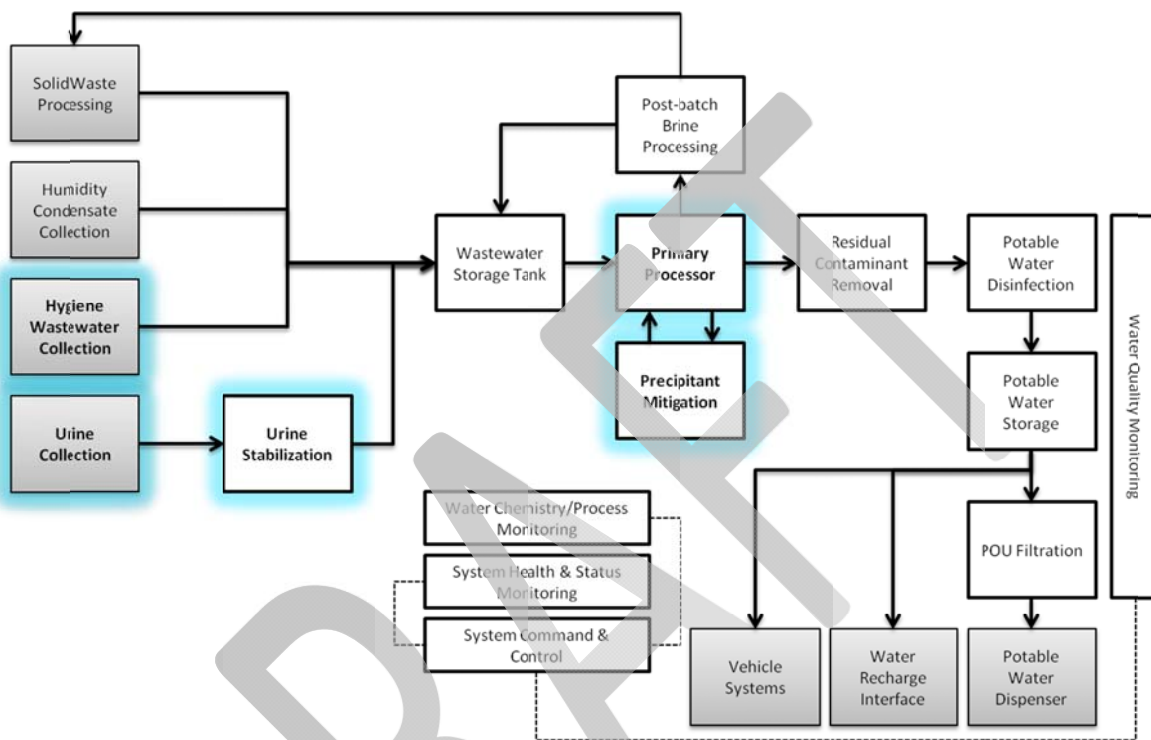 SolidWaste
Processing
Humidity
Condensate
Collection
Hygiene
Wastewater
Collection
Urine
Collection
Urine
Stabilization
Wastewater
Storage Tank
Post-batch
Brine
Processing
Primary
Processor
Precipitant
Mitigation
Residual
Contaminant
Removal
Potable
Water
Disinfection
Potable
Water
Storage
POU Filtration
Water Quality Monitoring
Water Chemistry/Process
Monitoring
System Health & Status
Monitoring
System Command &
Control
Vehicle
Systems
Water
Recharge
Interface
Potable
Water
Dispenser
DRAFT